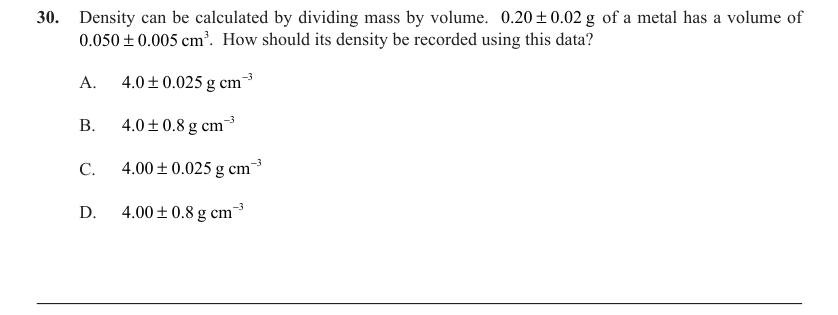 30. Density can be calculated by dividing mass by volume. 0.20 ± 0.02 g of a metal has a volume of
0.050 ± 0.005 cm³. How should its density be recorded using this data?
A. 4.0 ± 0.025 g cm⁻³
B. 4.0 ± 0.8 g cm⁻³
C. 4.00 ± 0.025 g cm⁻³
D. 4.00 ± 0.8 g cm⁻³